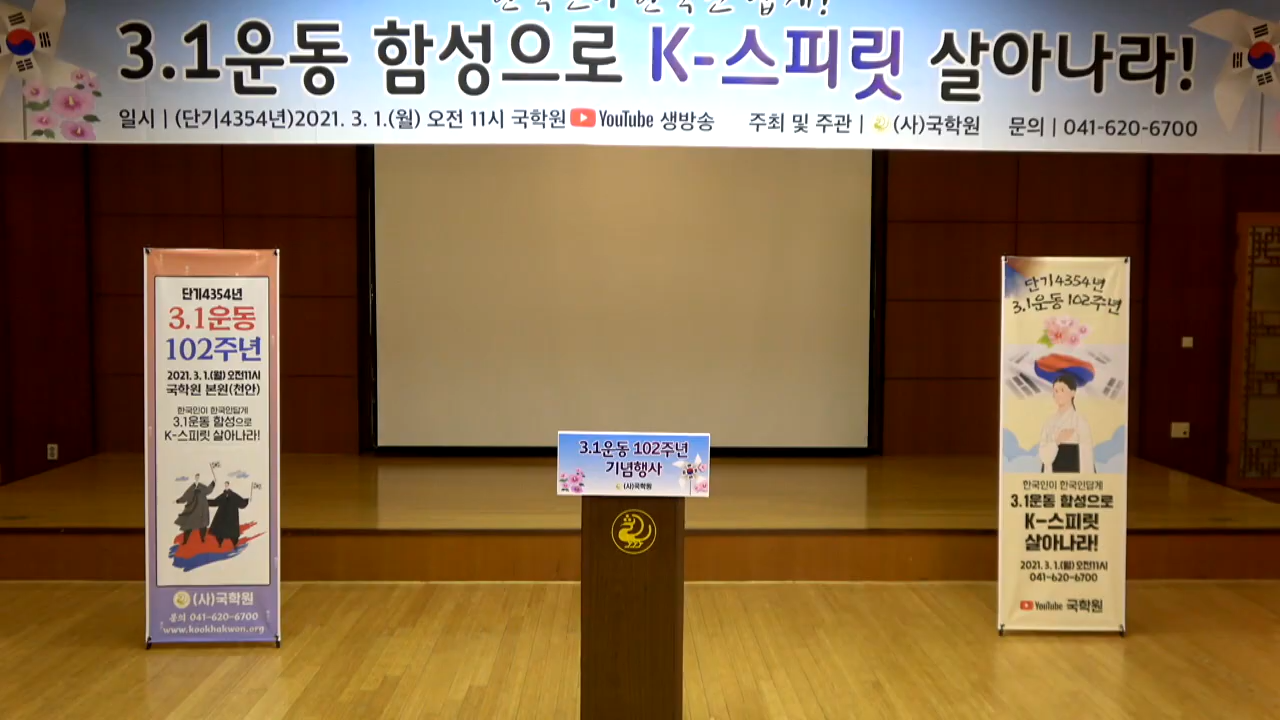 3.1운동 함성으로 K-스피릿 살아나라!
일시 | (단기4354년)2021. 3. 1.(월) 오전 11시 국학원 YouTube 생방송 주최 및 주관 | (사)국학원 문의 | 041-620-6700
단기4354년
3.1운동
102주년
2021. 3. 1.(월) 오전11시
국학원 본원(천안)
한국인이 한국인답게
3.1운동 함성으로
K-스피릿 살아나라!
(사)국학원
문의 041-620-6700
www.kookhakwon.org
3.1운동 102주년
기념행사
(사)국학원
단기4354년
3.1운동 102주년
한국인이 한국인답게
3.1운동 함성으로
K-스피릿
살아나라!
2021. 3. 1.(월) 오전11시
041-620-6700
YouTube 국학원